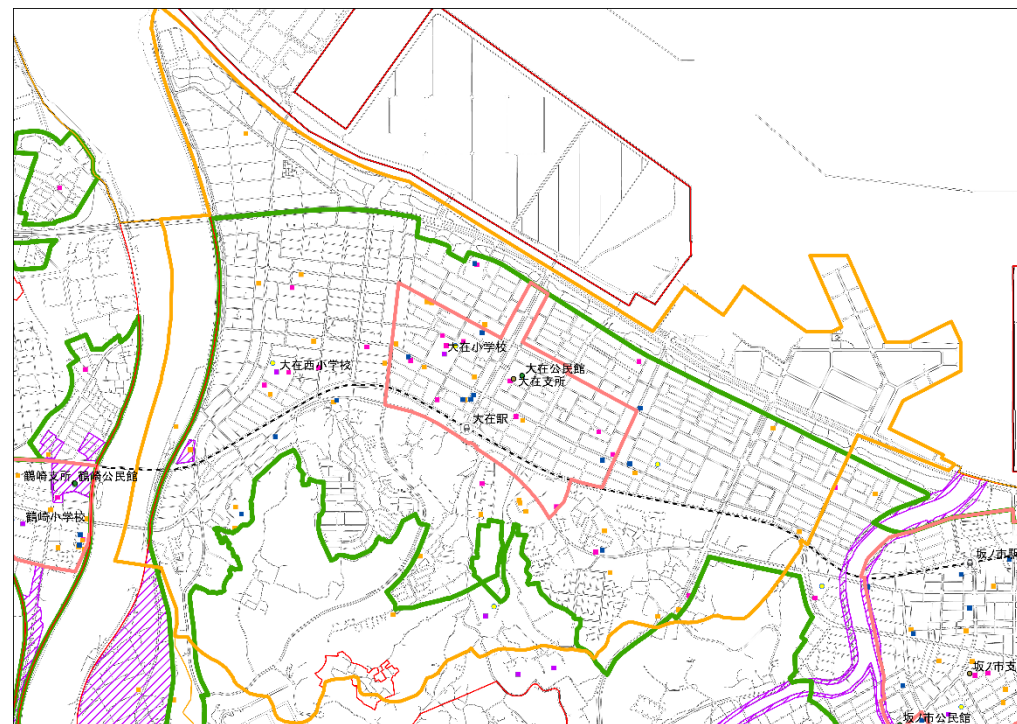 大在小学校
大在西小学校
大在公民館
大在支所
大在駅
鶴崎支所
鶴崎公民館
鶴崎小学校
坂ノ市駅
坂ノ市支
坂ノ市公民館